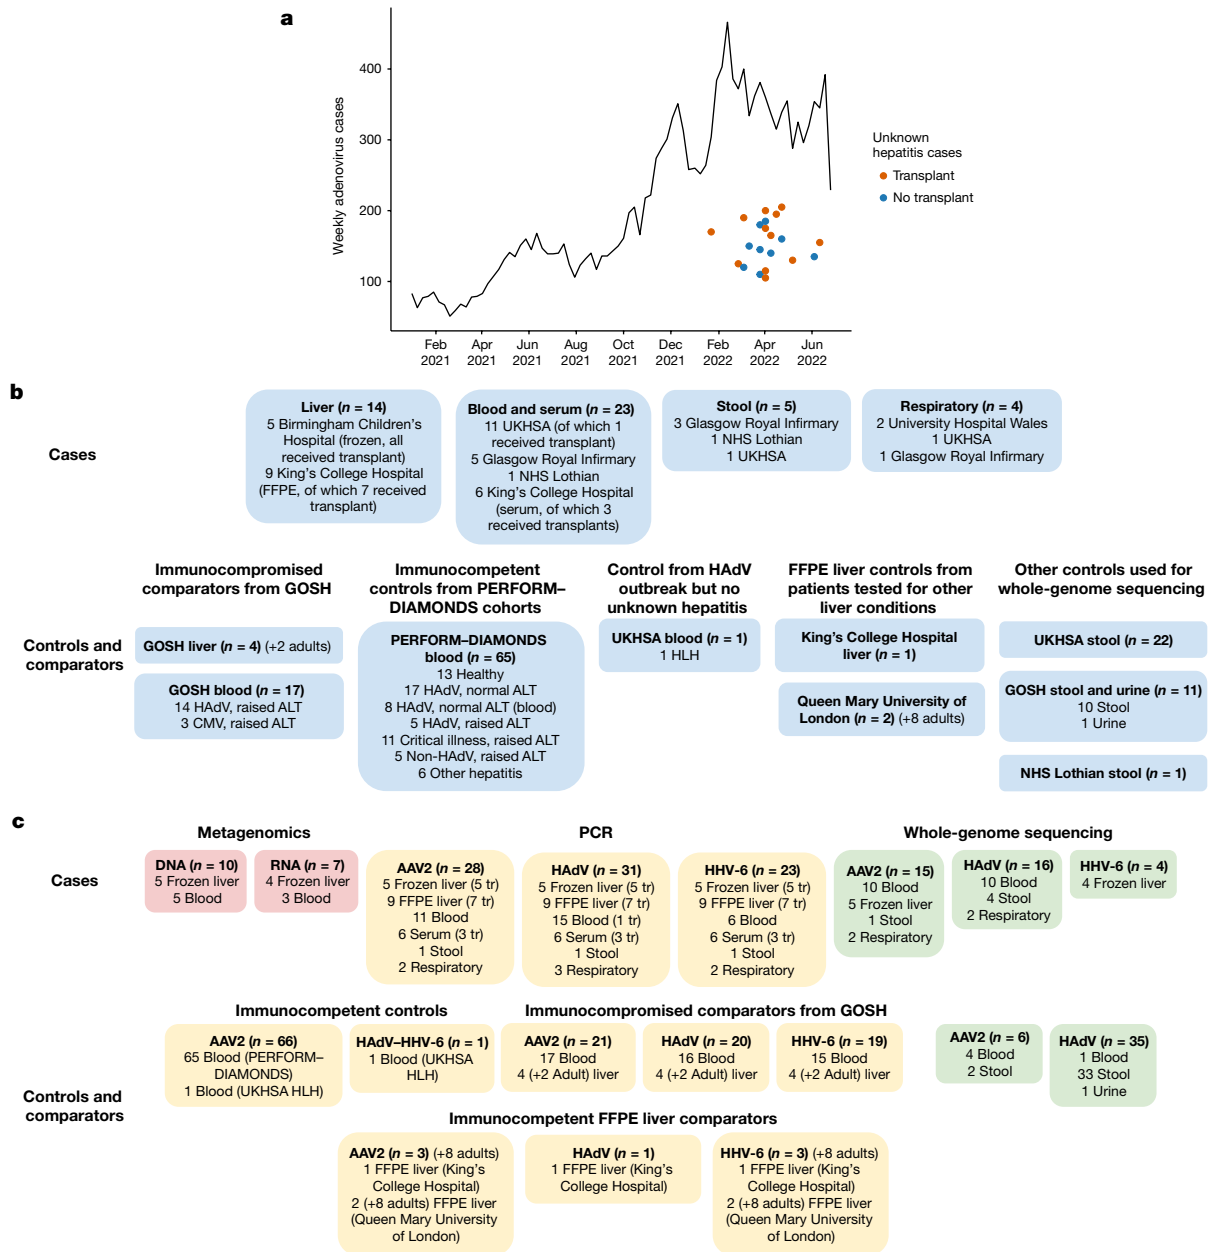 a
Weekly adenovirus cases
400
300
200
100
Feb 2021
Apr 2021
Jun 2021
Aug 2021
Oct 2021
Dec 2021
Feb 2022
Apr 2022
Jun 2022
Unknown
hepatitis cases
Transplant
No transplant
b
Cases
Liver (n = 14)
5 Birmingham Children's
Hospital (frozen, all
received transplant)
9 King's College Hospital
(FFPE, of which 7 received
transplant)
Blood and serum (n = 23)
11 UKHSA (of which 1
received transplant)
5 Glasgow Royal Infirmary
1 NHS Lothian
6 King's College Hospital
(serum, of which 3
received transplants)
Stool (n = 5)
3 Glasgow Royal Infirmary
1 NHS Lothian
1 UKHSA
Respiratory (n = 4)
2 University Hospital Wales
1 UKHSA
1 Glasgow Royal Infirmary
Controls and
comparators
Immunocompromised
comparators from GOSH
GOSH liver (n = 4) (+2 adults)
GOSH blood (n = 17)
14 HAdV, raised ALT
3 CMV, raised ALT
Immunocompetent
controls from PERFORM–
DIAMONDS cohorts
PERFORM–DIAMONDS
blood (n = 65)
13 Healthy
17 HAdV, normal ALT
8 HAdV, normal ALT (blood)
5 HAdV, raised ALT
11 Critical illness, raised ALT
5 Non-HAdV, raised ALT
6 Other hepatitis
Control from HAdV
outbreak but no
unknown hepatitis
UKHSA blood (n = 1)
1 HLH
FFPE liver controls from
patients tested for other
liver conditions
King's College Hospital
liver (n = 1)
Queen Mary University of
London (n = 2) (+8 adults)
Other controls used for
whole-genome sequencing
UKHSA stool (n = 22)
GOSH stool and urine (n = 11)
10 Stool
1 Urine
NHS Lothian stool (n = 1)
c
Metagenomics
PCR
Whole-genome sequencing
Cases
DNA (n = 10)
5 Frozen liver
5 Blood
RNA (n = 7)
4 Frozen liver
3 Blood
AAV2 (n = 28)
5 Frozen liver (5 tr)
9 FFPE liver (7 tr)
11 Blood
6 Serum (3 tr)
1 Stool
2 Respiratory
HAdV (n = 31)
5 Frozen liver (5 tr)
9 FFPE liver (7 tr)
15 Blood (1 tr)
6 Serum (3 tr)
1 Stool
3 Respiratory
HHV-6 (n = 23)
5 Frozen liver (5 tr)
9 FFPE liver (7 tr)
6 Blood
6 Serum (3 tr)
1 Stool
2 Respiratory
AAV2 (n = 15)
10 Blood
5 Frozen liver
1 Stool
2 Respiratory
HAdV (n = 16)
10 Blood
4 Stool
2 Respiratory
HHV-6 (n = 4)
4 Frozen liver
Controls and
comparators
Immunocompetent controls
AAV2 (n = 66)
65 Blood (PERFORM–
DIAMONDS)
1 Blood (UKHSA HLH)
HAdV–HHV-6 (n = 1)
1 Blood (UKHSA
HLH)
Immunocompromised comparators from GOSH
AAV2 (n = 21)
17 Blood
4 (+2 Adult) liver
HAdV (n = 20)
16 Blood
4 (+2 Adult) liver
HHV-6 (n = 19)
15 Blood
4 (+2 Adult) liver
AAV2 (n = 6)
4 Blood
2 Stool
HAdV (n = 35)
1 Blood
33 Stool
1 Urine
Immunocompetent FFPE liver comparators
AAV2 (n = 3) (+8 adults)
1 FFPE liver (King's
College Hospital)
2 (+8 adults) FFPE liver
(Queen Mary University
of London)
HAdV (n = 1)
1 FFPE liver (King's
College Hospital)
HHV-6 (n = 3) (+8 adults)
1 FFPE liver (King's
College Hospital)
2 (+8 adults) FFPE liver
(Queen Mary University
of London)